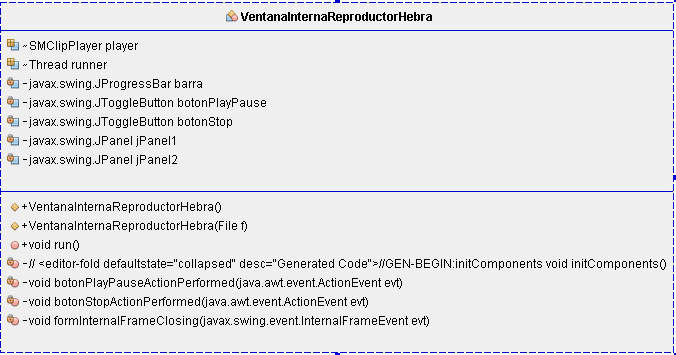 VentanaInternaReproductorHebra
~SMClipPlayer player
~Thread runner
-javax.swing.JProgressBar barra
-javax.swing.JToggleButton botonPlayPause
-javax.swing.JToggleButton botonStop
-javax.swing.JPanel jPanel1
-javax.swing.JPanel jPanel2
+VentanaInternaReproductorHebra()
+VentanaInternaReproductorHebra(File f)
+void run()
-// <editor-fold defaultstate="collapsed" desc="Generated Code">//GEN-BEGIN:initComponents void initComponents()
-void botonPlayPauseActionPerformed(java.awt.event.ActionEvent evt)
-void botonStopActionPerformed(java.awt.event.ActionEvent evt)
-void formInternalFrameClosing(javax.swing.event.InternalFrameEvent evt)